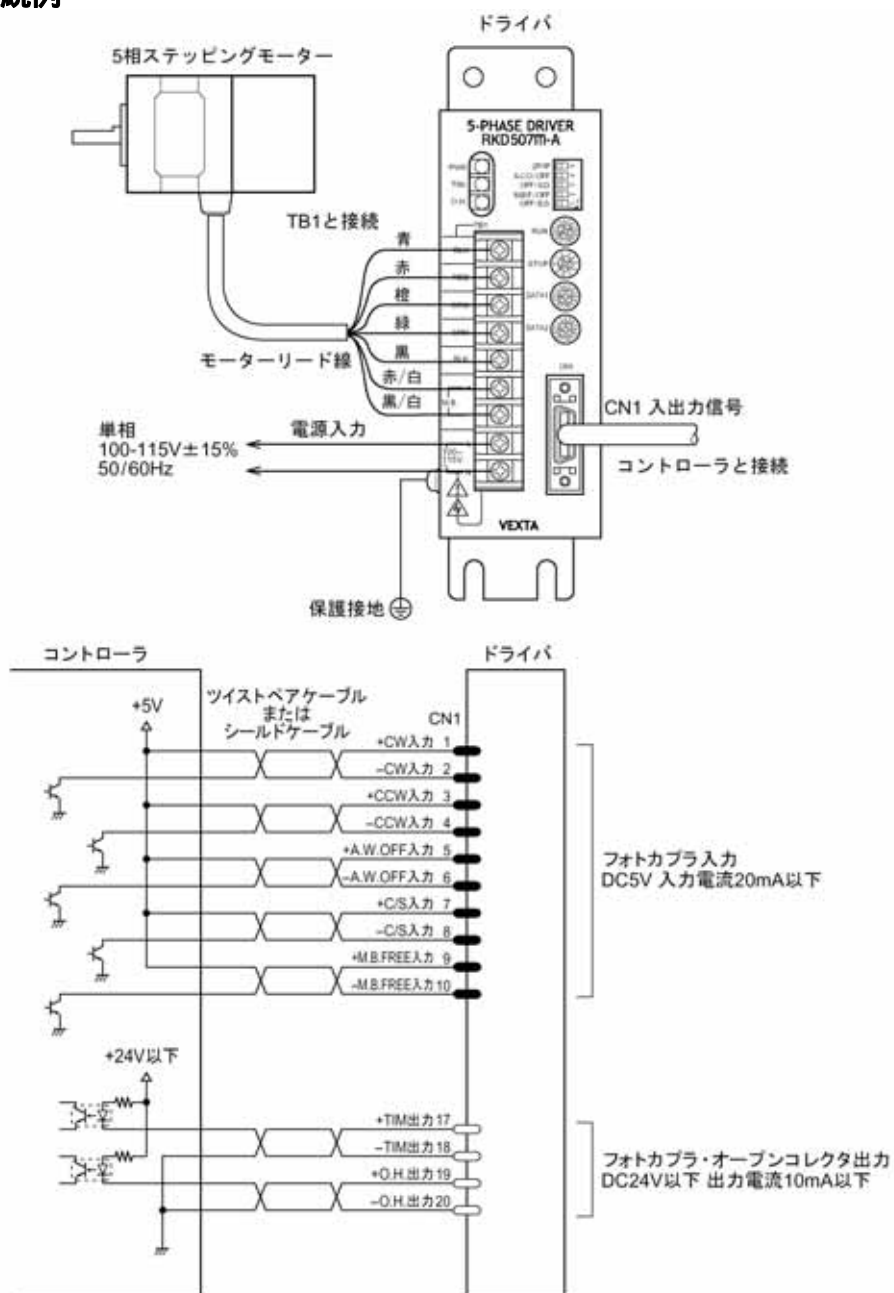 ドライバ
5相ステッピングモーター
5-PHASE DRIVER
RKD507M-A
TB1と接続
TB1
青
赤
橙
緑
黒
赤/白
黒/白
モーターリード線
RUN
STOP
DATA1
DATA2
CN1 入出力信号
コントローラと接続
電源入力
単相
100-115V±15%
50/60Hz
VEXTA
保護接地
コントローラ
ドライバ
+5V
ツイストペアケーブル
または
シールドケーブル
CN1
+CW入力 1
−CW入力 2
+CCW入力 3
−CCW入力 4
+A.W.OFF入力 5
−A.W.OFF入力 6
+C/S入力 7
−C/S入力 8
+M.B.FREE入力 9
−M.B.FREE入力 10
フォトカプラ入力
DC5V 入力電流20mA以下
+24V以下
+TIM出力 17
−TIM出力 18
+O.H.出力 19
−O.H.出力 20
フォトカプラ・オープンコレクタ出力
DC24V以下 出力電流10mA以下